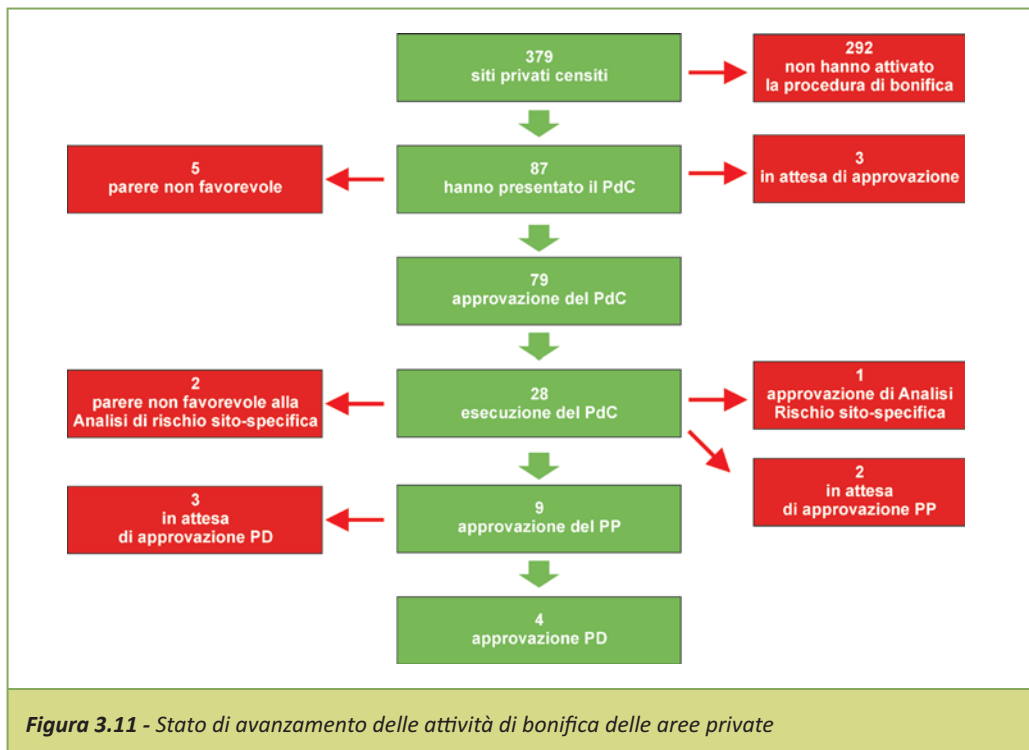 379
siti privati censiti
292
non hanno attivato
la procedura di bonifica
5
parere non favorevole
87
hanno presentato il PdC
3
in attesa di approvazione
79
approvazione del PdC
2
parere non favorevole alla
Analisi di rischio sito-specifica
28
esecuzione del PdC
1
approvazione di Analisi
Rischio sito-specifica
2
in attesa
di approvazione PP
3
in attesa
di approvazione PD
9
approvazione del PP
4
approvazione PD
Figura 3.11 - Stato di avanzamento delle attività di bonifica delle aree private